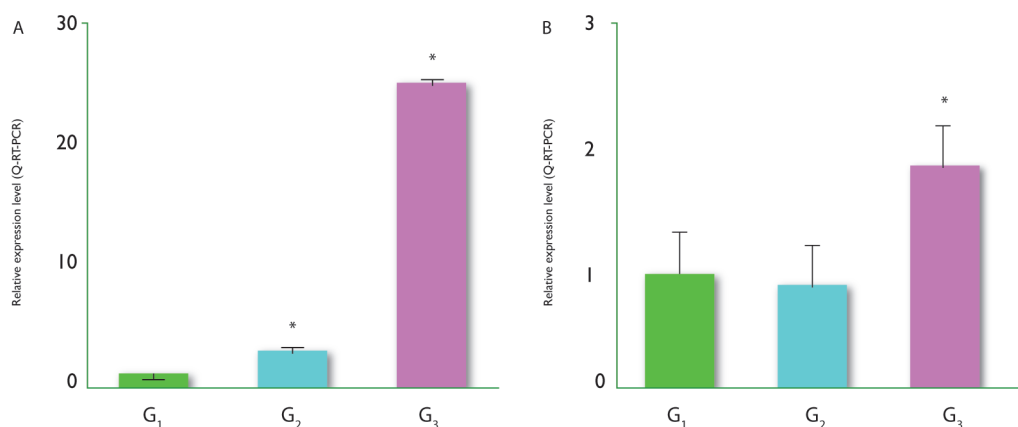 A
Relative expression level (Q-RT-PCR)
30
20
10
0
*
*
G₁
G₂
G₃
B
Relative expression level (Q-RT-PCR)
3
2
1
0
*
G₁
G₂
G₃